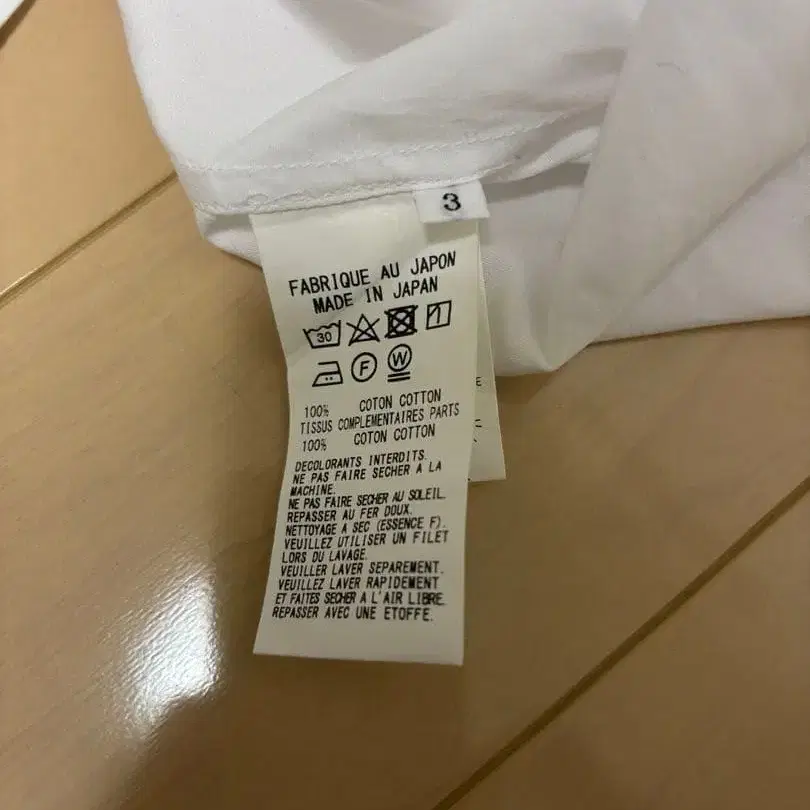 3
FABRIQUE AU JAPON
MADE IN JAPAN
30
F W
100% COTON COTTON
TISSUS COMPLEMENTAIRES PARTS
100% COTON COTTON
DECOLORANTS INTERDITS.
NE PAS FAIRE SECHER A LA
MACHINE.
NE PAS FAIRE SECHER AU SOLEIL.
REPASSER AU FER DOUX.
NETTOYAGE A SEC (ESSENCE F).
VEUILLEZ UTILISER UN FILET
LORS DU LAVAGE.
VEUILLER LAVER SEPAREMENT.
VEUILLEZ LAVER RAPIDEMENT
ET FAITES SECHER A L'AIR LIBRE.
REPASSER AVEC UNE ETOFFE.